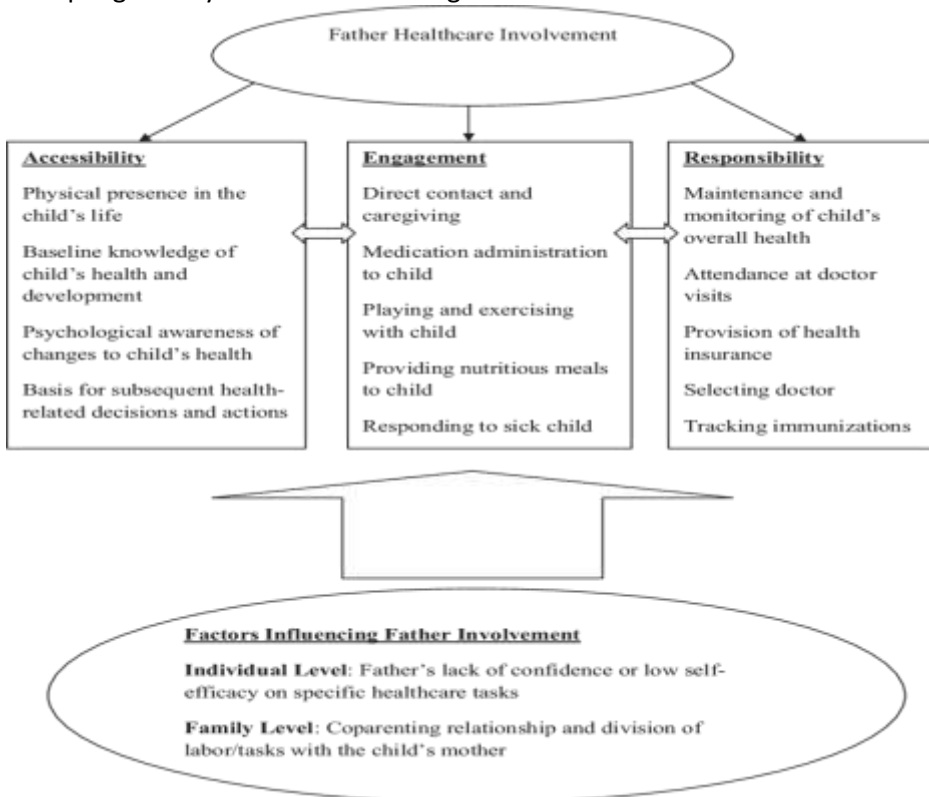 Father Healthcare Involvement
Accessibility
Physical presence in the
child's life
Baseline knowledge of
child's health and
development
Psychological awareness of
changes to child's health
Basis for subsequent health-
related decisions and actions
Engagement
Direct contact and
caregiving
Medication administration
to child
Playing and exercising
with child
Providing nutritious meals
to child
Responding to sick child
Responsibility
Maintenance and
monitoring of child's
overall health
Attendance at doctor
visits
Provision of health
insurance
Selecting doctor
Tracking immunizations
Factors Influencing Father Involvement
Individual Level: Father's lack of confidence or low self-
efficacy on specific healthcare tasks
Family Level: Coparenting relationship and division of
labor/tasks with the child's mother